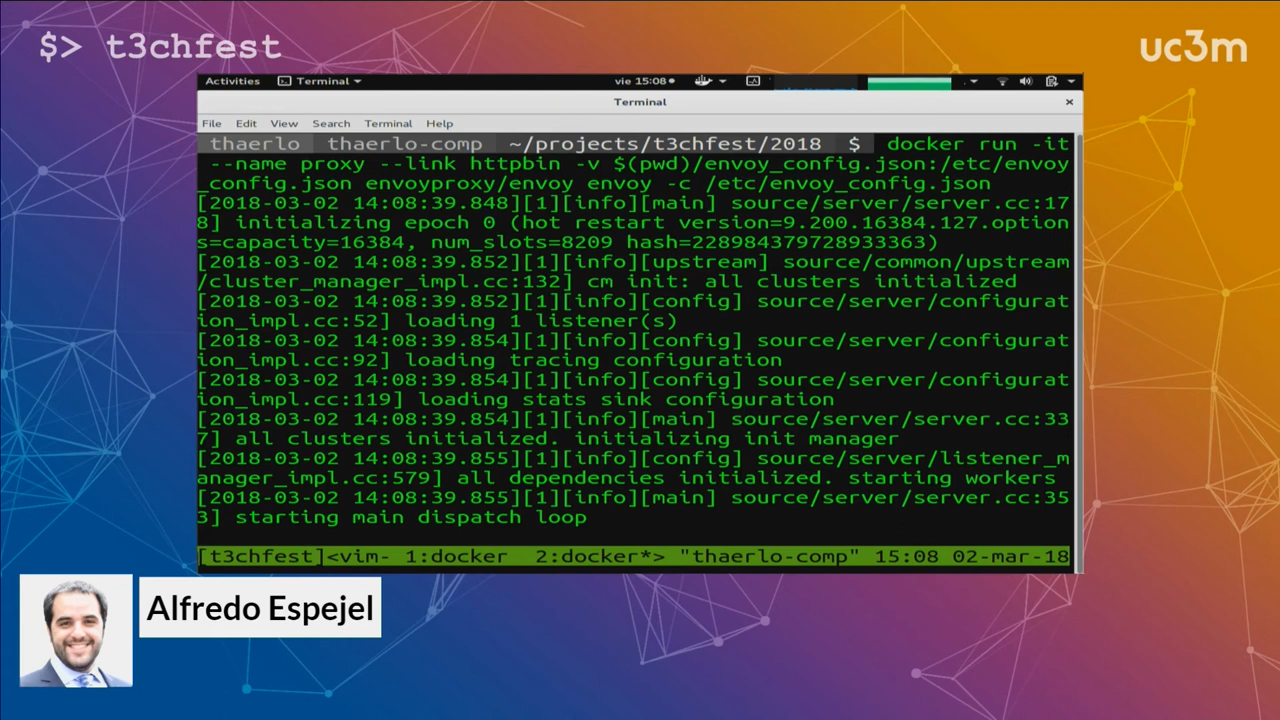 $> t3chfest
uc3m
Activities Terminal vie 15:08
Terminal ×
File Edit View Search Terminal Help
thaerlo thaerlo-comp ~/projects/t3chfest/2018 $ docker run -it
--name proxy --link httpbin -v $(pwd)/envoy_config.json:/etc/envoy
_config.json envoyproxy/envoy envoy -c /etc/envoy_config.json
[2018-03-02 14:08:39.848][1][info][main] source/server/server.cc:17
8] initializing epoch 0 (hot restart version=9.200.16384.127.option
s=capacity=16384, num_slots=8209 hash=228984379728933363)
[2018-03-02 14:08:39.852][1][info][upstream] source/common/upstream
/cluster_manager_impl.cc:132] cm init: all clusters initialized
[2018-03-02 14:08:39.852][1][info][config] source/server/configurat
ion_impl.cc:52] loading 1 listener(s)
[2018-03-02 14:08:39.854][1][info][config] source/server/configurat
ion_impl.cc:92] loading tracing configuration
[2018-03-02 14:08:39.854][1][info][config] source/server/configurat
ion_impl.cc:119] loading stats sink configuration
[2018-03-02 14:08:39.854][1][info][main] source/server/server.cc:33
7] all clusters initialized. initializing init manager
[2018-03-02 14:08:39.855][1][info][config] source/server/listener_m
anager_impl.cc:579] all dependencies initialized. starting workers
[2018-03-02 14:08:39.855][1][info][main] source/server/server.cc:35
3] starting main dispatch loop
[t3chfest]<vim- 1:docker 2:docker*> "thaerlo-comp" 15:08 02-mar-18
Alfredo Espejel